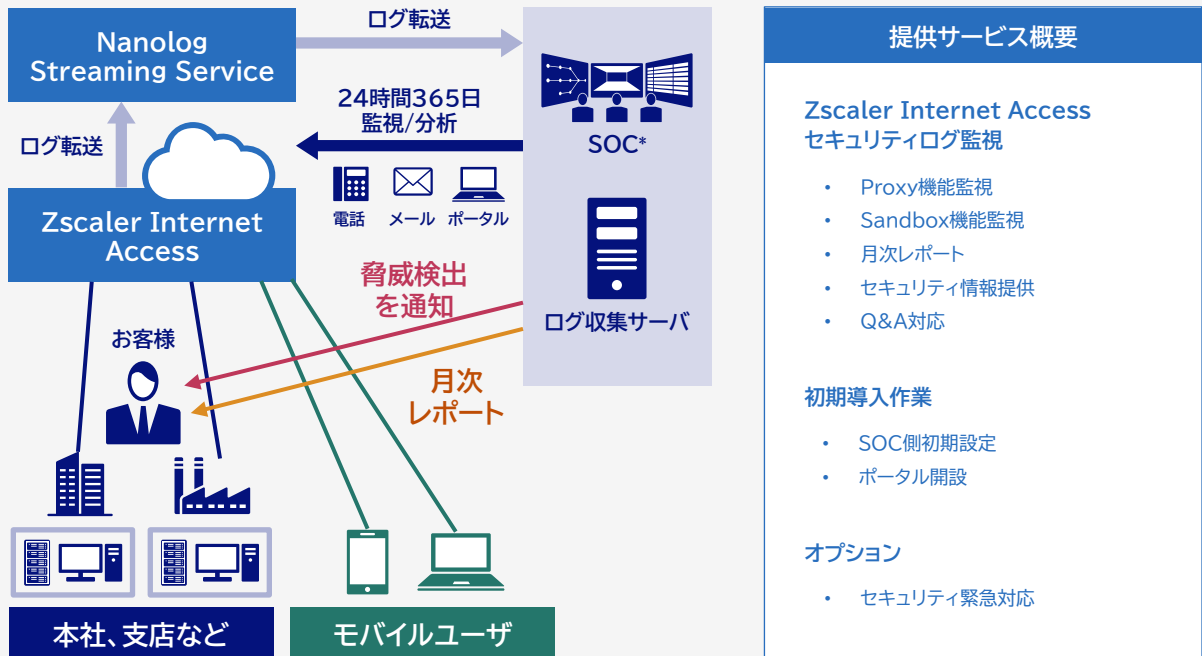 Nanolog
Streaming Service
ログ転送
ログ転送
24時間365日
監視/分析
電話
メール
ポータル
SOC*
ログ収集サーバ
Zscaler Internet
Access
脅威検出
を通知
月次
レポート
お客様
本社、支店など
モバイルユーザ
提供サービス概要
Zscaler Internet Access
セキュリティログ監視
• Proxy機能監視
• Sandbox機能監視
• 月次レポート
• セキュリティ情報提供
• Q&A対応
初期導入作業
• SOC側初期設定
• ポータル開設
オプション
• セキュリティ緊急対応